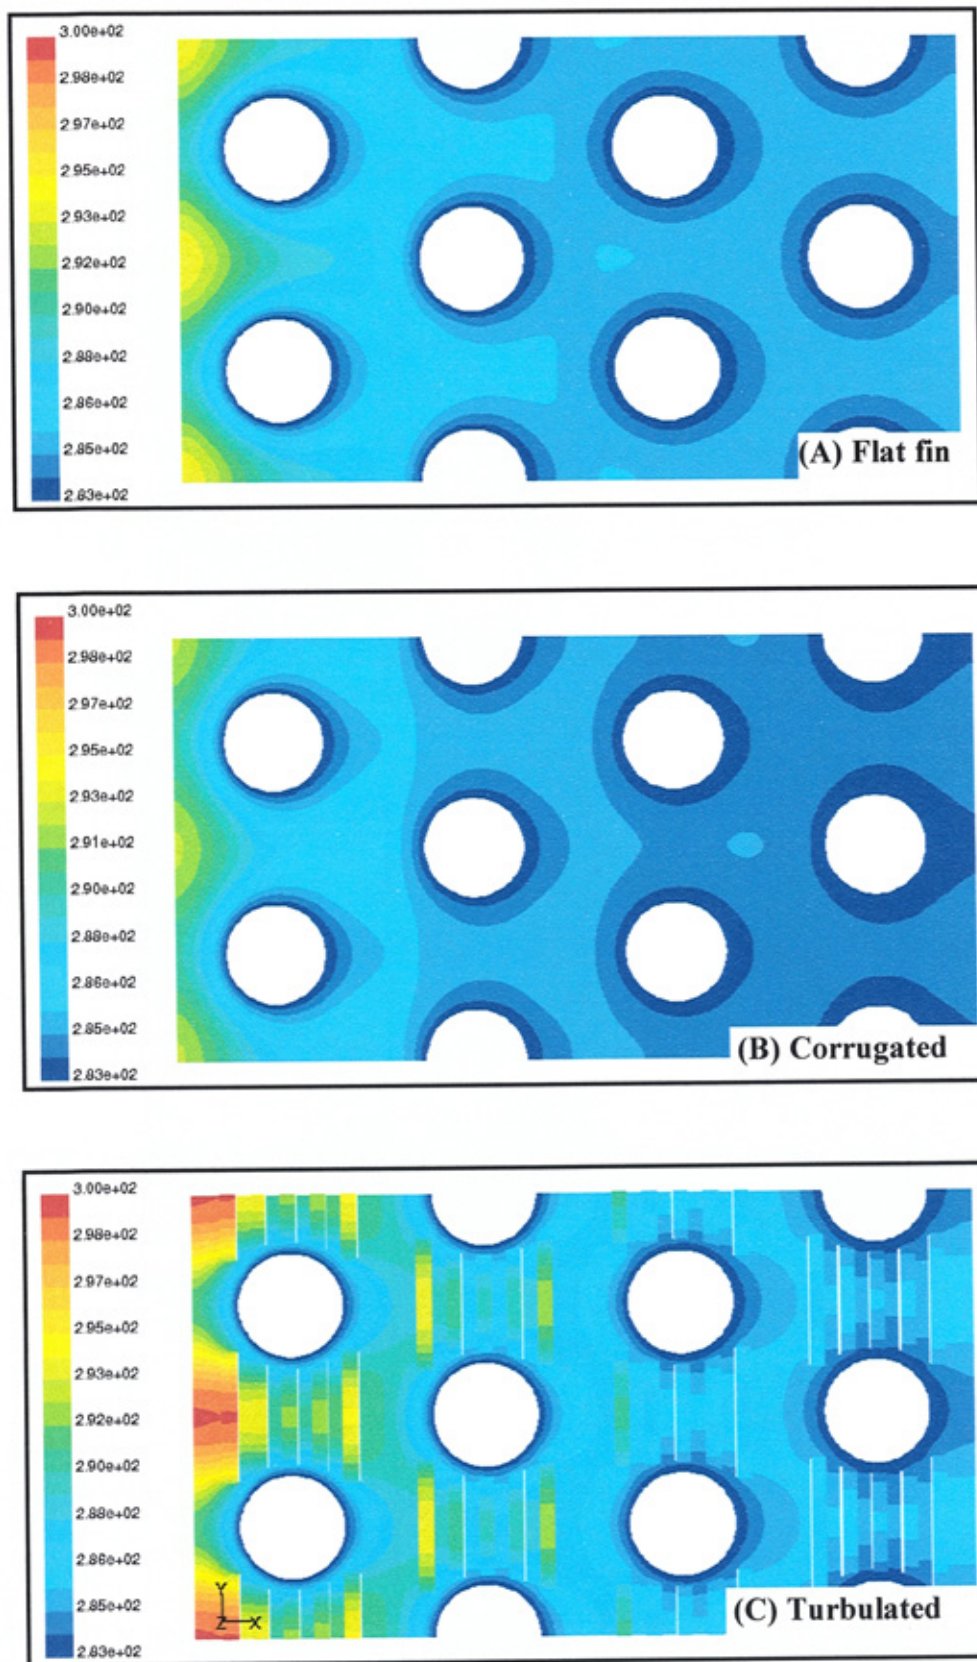 3.00e+02
2.98e+02
2.97e+02
2.95e+02
2.93e+02
2.92e+02
2.90e+02
2.88e+02
2.86e+02
2.85e+02
2.83e+02
(A) Flat fin
3.00e+02
2.98e+02
2.97e+02
2.95e+02
2.93e+02
2.91e+02
2.90e+02
2.88e+02
2.86e+02
2.85e+02
2.83e+02
(B) Corrugated
3.00e+02
2.98e+02
2.97e+02
2.95e+02
2.93e+02
2.92e+02
2.90e+02
2.88e+02
2.86e+02
2.85e+02
2.83e+02
Y
Z X
(C) Turbulated